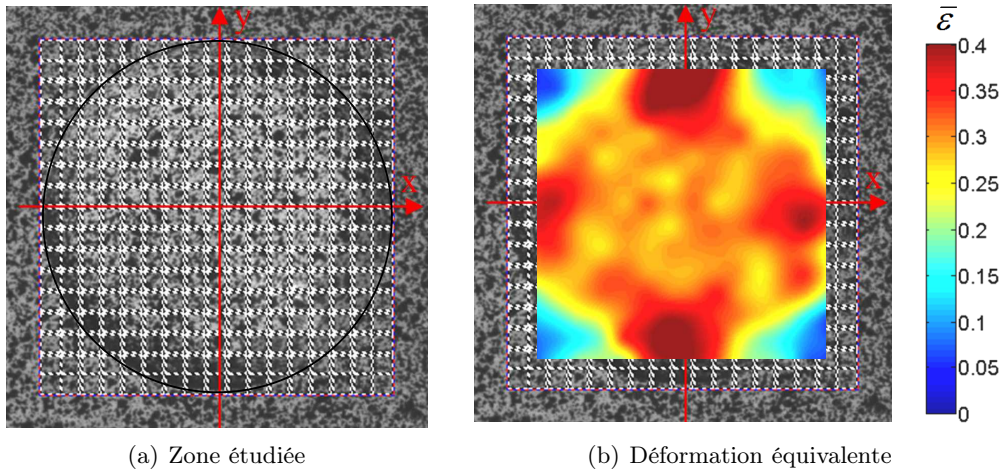 y
x
(a) Zone étudiée
y
x
(b) Déformation équivalente
ε̅
0.4
0.35
0.3
0.25
0.2
0.15
0.1
0.05
0